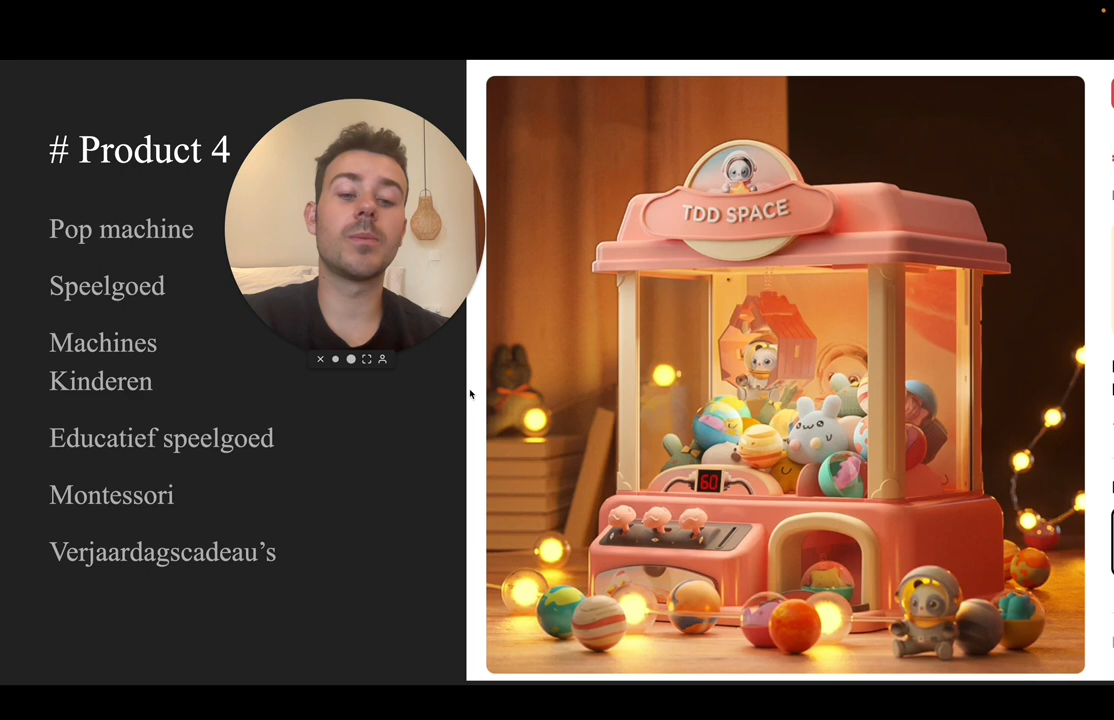 # Product 4
Pop machine
Speelgoed
Machines
Kinderen
Educatief speelgoed
Montessori
Verjaardagscadeau’s
TDD SPACE
60